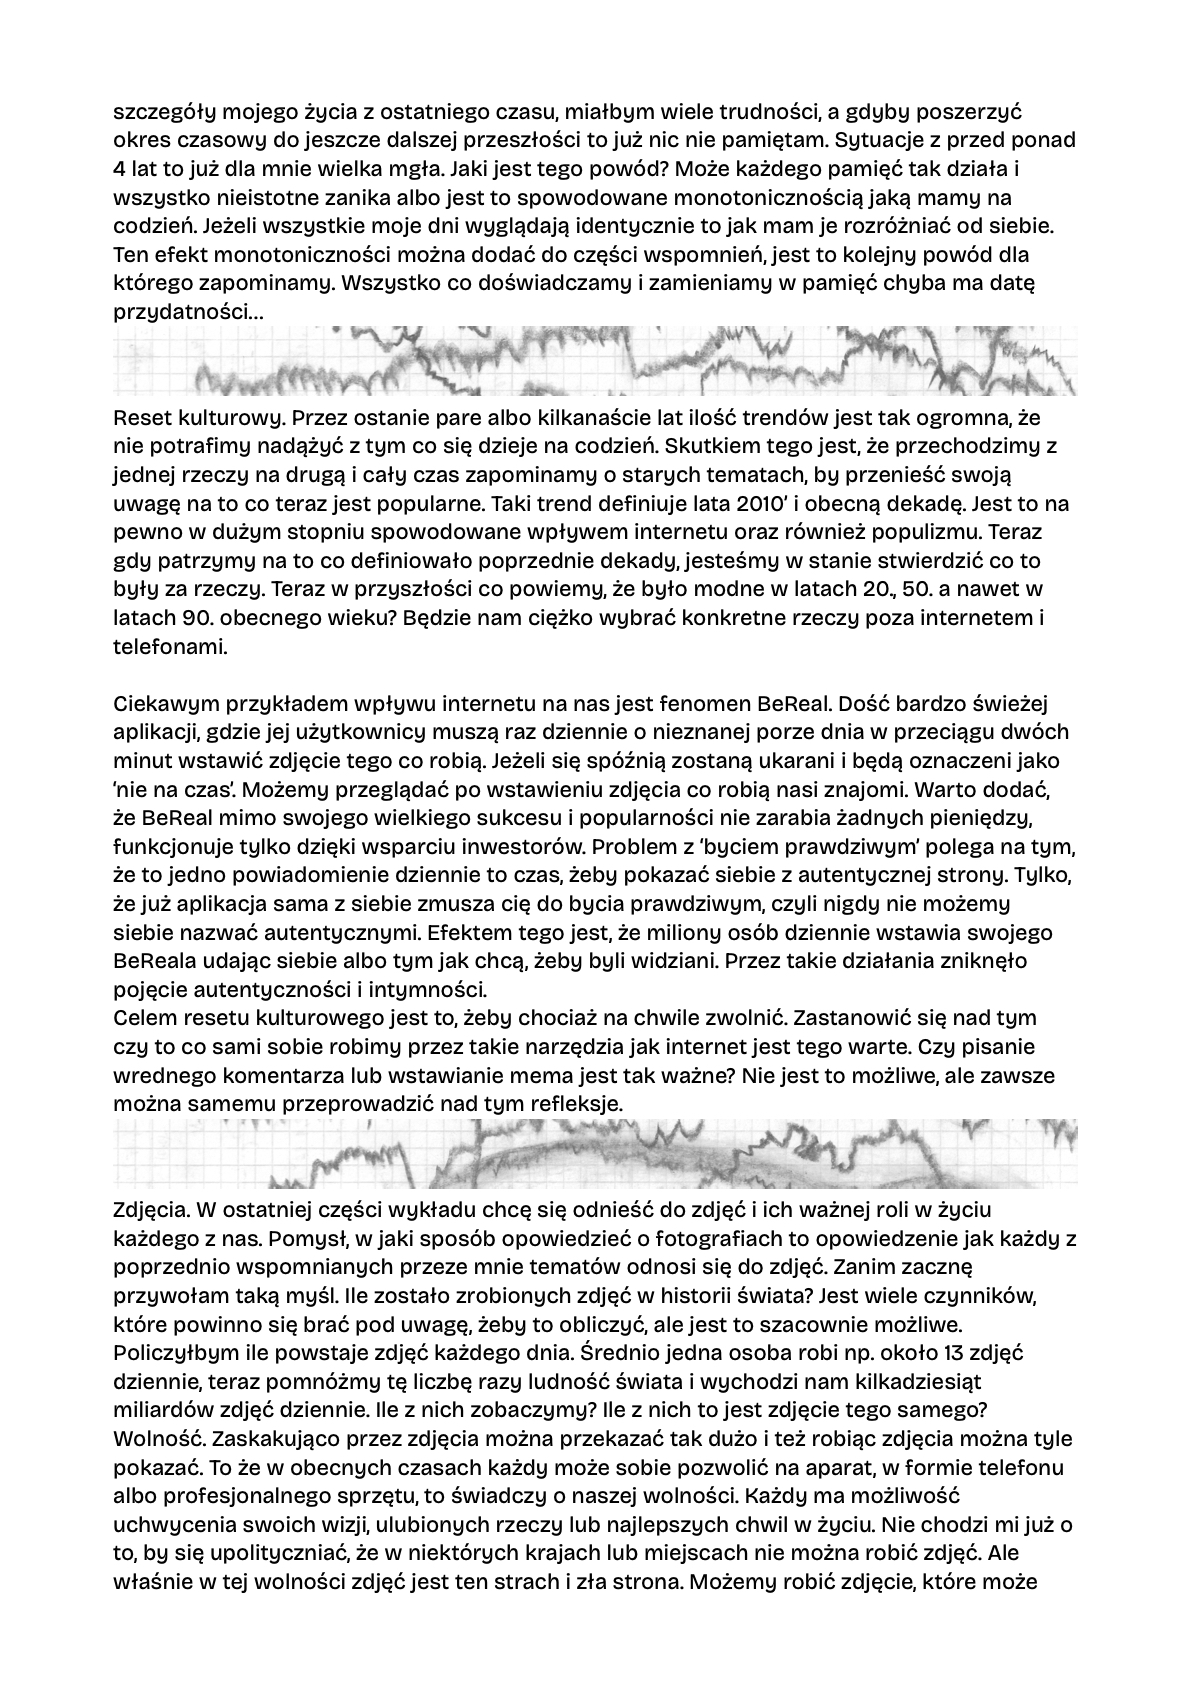 szczegóły mojego życia z ostatniego czasu, miałbym wiele trudności, a gdyby poszerzyć
okres czasowy do jeszcze dalszej przeszłości to już nic nie pamiętam. Sytuacje z przed ponad
4 lat to już dla mnie wielka mgła. Jaki jest tego powód? Może każdego pamięć tak działa i
wszystko nieistotne zanika albo jest to spowodowane monotonicznością jaką mamy na
codzień. Jeżeli wszystkie moje dni wyglądają identycznie to jak mam je rozróżniać od siebie.
Ten efekt monotoniczności można dodać do części wspomnień, jest to kolejny powód dla
którego zapominamy. Wszystko co doświadczamy i zamieniamy w pamięć chyba ma datę
przydatności...
Reset kulturowy. Przez ostanie pare albo kilkanaście lat ilość trendów jest tak ogromna, że
nie potrafimy nadążyć z tym co się dzieje na codzień. Skutkiem tego jest, że przechodzimy z
jednej rzeczy na drugą i cały czas zapominamy o starych tematach, by przenieść swoją
uwagę na to co teraz jest popularne. Taki trend definiuje lata 2010’ i obecną dekadę. Jest to na
pewno w dużym stopniu spowodowane wpływem internetu oraz również populizmu. Teraz
gdy patrzymy na to co definiowało poprzednie dekady, jesteśmy w stanie stwierdzić co to
były za rzeczy. Teraz w przyszłości co powiemy, że było modne w latach 20., 50. a nawet w
latach 90. obecnego wieku? Będzie nam ciężko wybrać konkretne rzeczy poza internetem i
telefonami.
Ciekawym przykładem wpływu internetu na nas jest fenomen BeReal. Dość bardzo świeżej
aplikacji, gdzie jej użytkownicy muszą raz dziennie o nieznanej porze dnia w przeciągu dwóch
minut wstawić zdjęcie tego co robią. Jeżeli się spóźnią zostaną ukarani i będą oznaczeni jako
‘nie na czas’. Możemy przeglądać po wstawieniu zdjęcia co robią nasi znajomi. Warto dodać,
że BeReal mimo swojego wielkiego sukcesu i popularności nie zarabia żadnych pieniędzy,
funkcjonuje tylko dzięki wsparciu inwestorów. Problem z ‘byciem prawdziwym’ polega na tym,
że to jedno powiadomienie dziennie to czas, żeby pokazać siebie z autentycznej strony. Tylko,
że już aplikacja sama z siebie zmusza cię do bycia prawdziwym, czyli nigdy nie możemy
siebie nazwać autentycznymi. Efektem tego jest, że miliony osób dziennie wstawia swojego
BeReala udając siebie albo tym jak chcą, żeby byli widziani. Przez takie działania zniknęło
pojęcie autentyczności i intymności.
Celem resetu kulturowego jest to, żeby chociaż na chwile zwolnić. Zastanowić się nad tym
czy to co sami sobie robimy przez takie narzędzia jak internet jest tego warte. Czy pisanie
wrednego komentarza lub wstawianie mema jest tak ważne? Nie jest to możliwe, ale zawsze
można samemu przeprowadzić nad tym refleksje.
Zdjęcia. W ostatniej części wykładu chcę się odnieść do zdjęć i ich ważnej roli w życiu
każdego z nas. Pomysł, w jaki sposób opowiedzieć o fotografiach to opowiedzenie jak każdy z
poprzednio wspomnianych przeze mnie tematów odnosi się do zdjęć. Zanim zacznę
przywołam taką myśl. Ile zostało zrobionych zdjęć w historii świata? Jest wiele czynników,
które powinno się brać pod uwagę, żeby to obliczyć, ale jest to szacownie możliwe.
Policzyłbym ile powstaje zdjęć każdego dnia. Średnio jedna osoba robi np. około 13 zdjęć
dziennie, teraz pomnóżmy tę liczbę razy ludność świata i wychodzi nam kilkadziesiąt
miliardów zdjęć dziennie. Ile z nich zobaczymy? Ile z nich to jest zdjęcie tego samego?
Wolność. Zaskakująco przez zdjęcia można przekazać tak dużo i też robiąc zdjęcia można tyle
pokazać. To że w obecnych czasach każdy może sobie pozwolić na aparat, w formie telefonu
albo profesjonalnego sprzętu, to świadczy o naszej wolności. Każdy ma możliwość
uchwycenia swoich wizji, ulubionych rzeczy lub najlepszych chwil w życiu. Nie chodzi mi już o
to, by się upolityczniać, że w niektórych krajach lub miejscach nie można robić zdjęć. Ale
właśnie w tej wolności zdjęć jest ten strach i zła strona. Możemy robić zdjęcie, które może